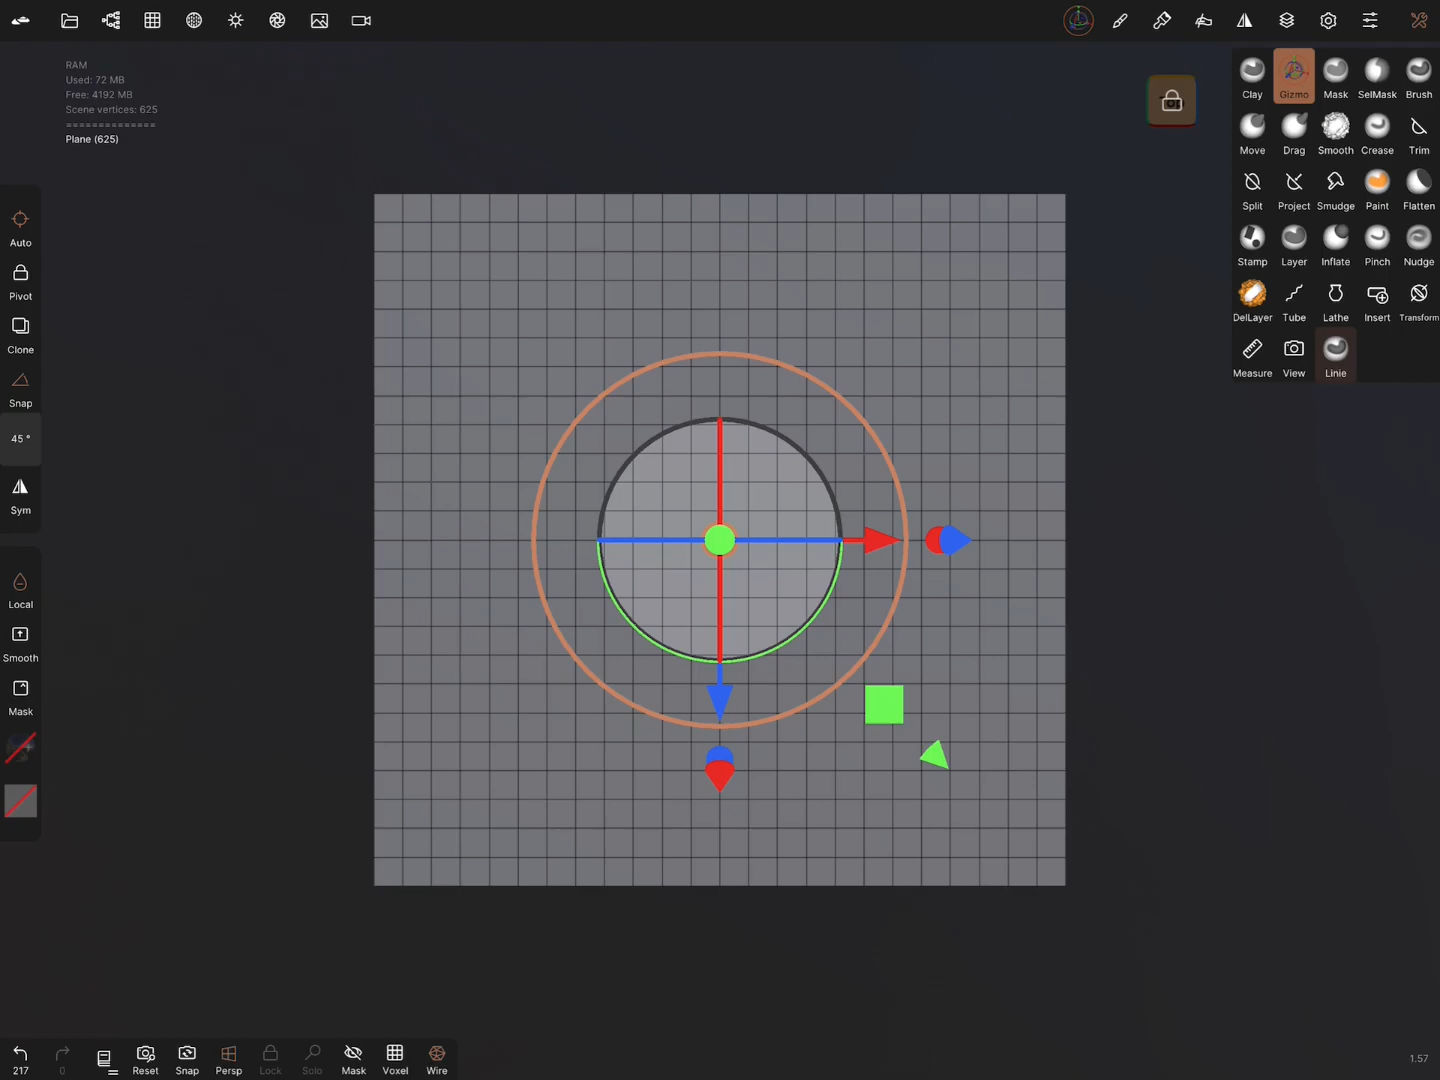 RAM
Used: 72 MB
Free: 4192 MB
Scene vertices: 625
==============
Plane (625)
Clay Gizmo Mask SelMask Brush
Move Drag Smooth Crease Trim
Split Project Smudge Paint Flatten
Stamp Layer Inflate Pinch Nudge
DelLayer Tube Lathe Insert Transform
Measure View Linie
Auto
Pivot
Clone
Snap
45 °
Sym
Local
Smooth
Mask
217 0 Reset Snap Persp Lock Solo Mask Voxel Wire
1.57